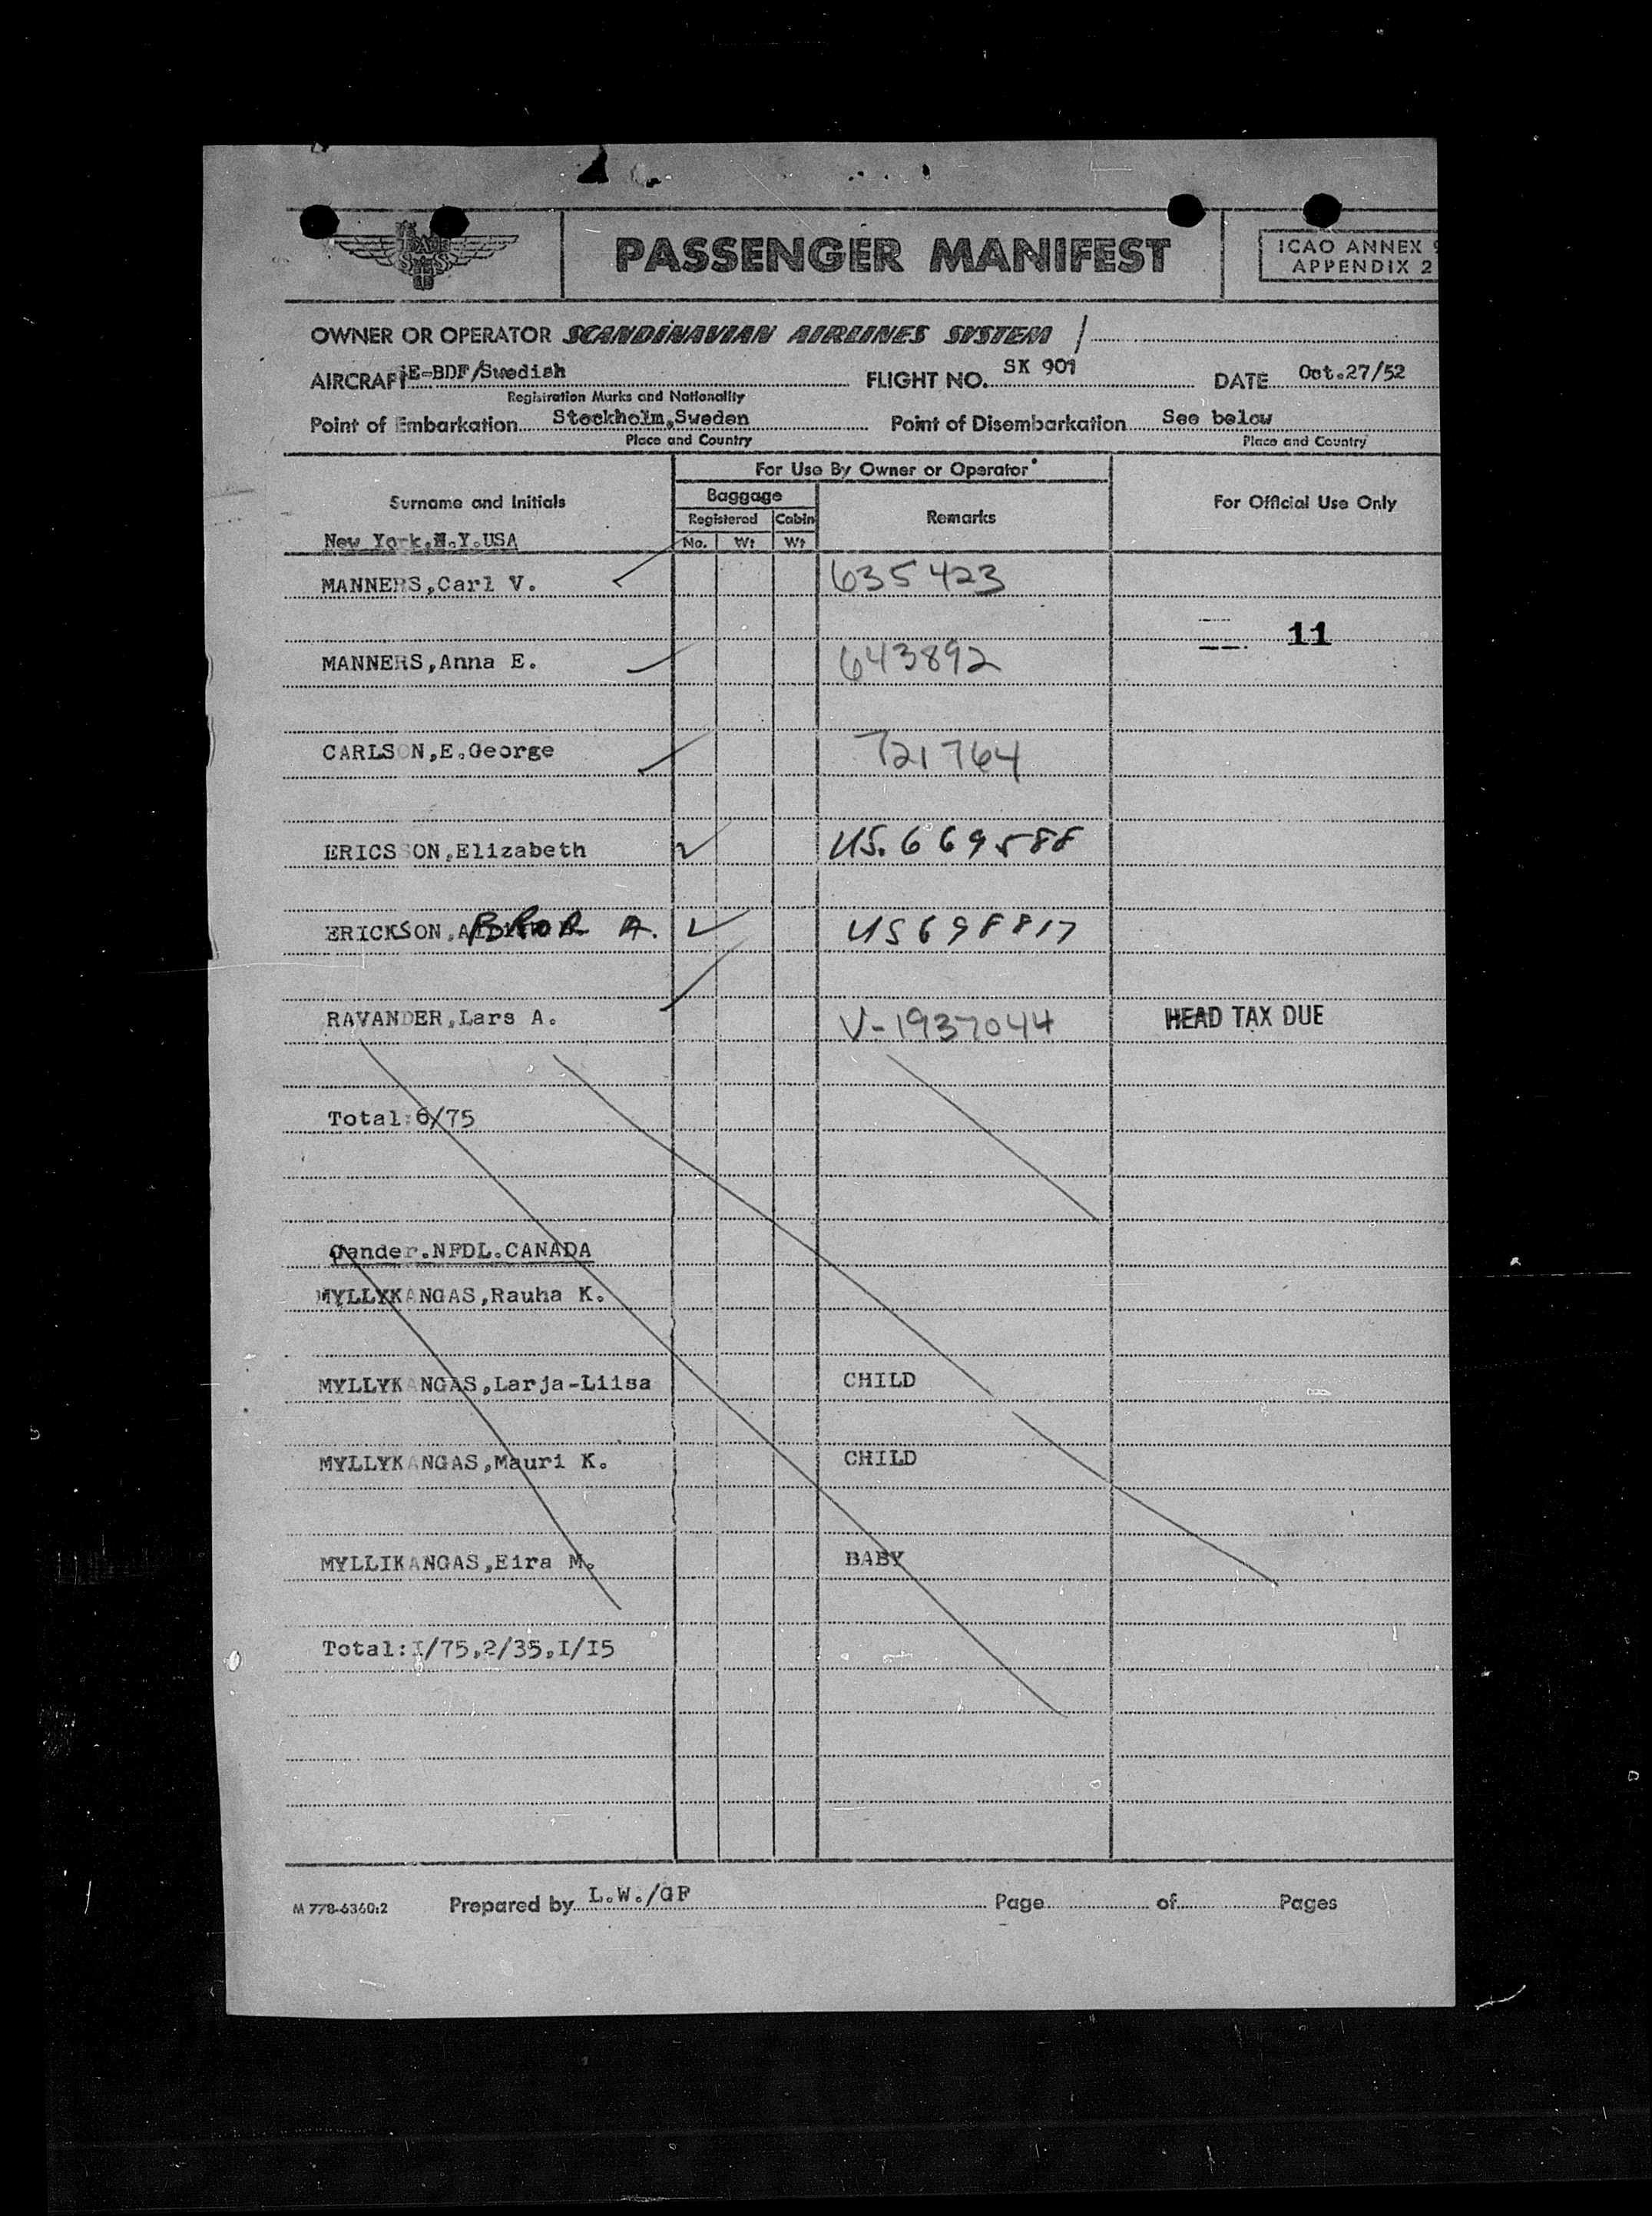 PASSENGER MANIFEST
ICAO ANNEX 9
APPENDIX 2
OWNER OR OPERATOR SCANDINAVIAN AIRLINES SYSTEM /
AIRCRAFT E-BDF/Swedish FLIGHT NO. SK 901 DATE Oct.27/52
Registration Marks and Nationality
Point of Embarkation Stockholm,Sweden Point of Disembarkation See below
Place and Country Place and Country
For Use By Owner or Operator
Surname and Initials Baggage Remarks For Official Use Only
Registered Cabin
New York.N.Y.USA No. Wt Wt
MANNERS,Carl V. 635423
11
MANNERS,Anna E. 643892
CARLSON,E.George 721764
ERICSSON,Elizabeth US. 669588
ERICKSON, BROR A. US698817
RAVANDER,Lars A. V-1937044 HEAD TAX DUE
Total:6/75
Gander.NFDL.CANADA
MYLLYKANGAS,Rauha K.
MYLLYKANGAS,Larja-Liisa CHILD
MYLLYKANGAS,Mauri K. CHILD
MYLLIKANGAS,Eira M. BABY
Total:I/75,2/35,I/I5
M 778-6360:2 Prepared by L.W./GF Page of Pages